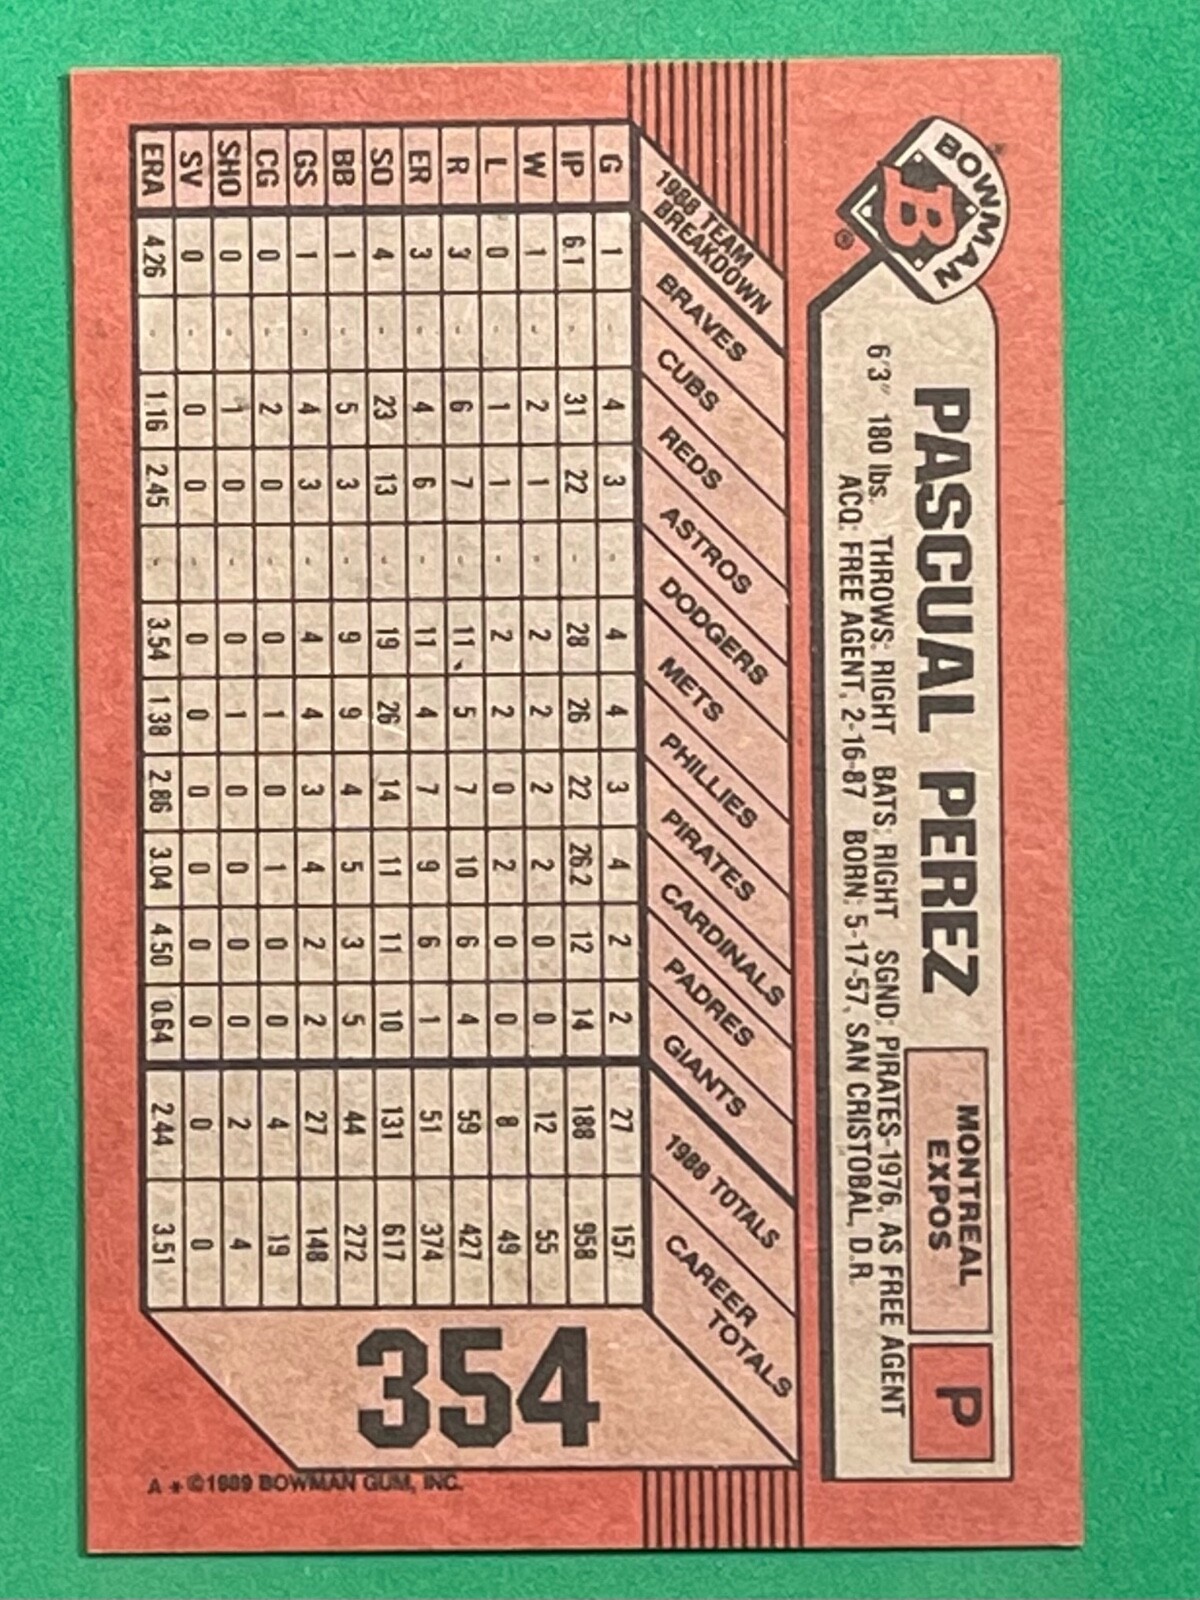 BOWMAN
B
®
PASCUAL PEREZ
MONTREAL
EXPOS
P
6'3" 180 lbs. THROWS: RIGHT BATS: RIGHT SGND: PIRATES-1976, AS FREE AGENT
ACQ: FREE AGENT, 2-16-87 BORN: 5-17-57, SAN CRISTOBAL, D.R.
1988 TEAM
BREAKDOWN
BRAVES
CUBS
REDS
ASTROS
DODGERS
METS
PHILLIES
PIRATES
CARDINALS
PADRES
GIANTS
1988 TOTALS
CAREER
TOTALS
G 1 - 4 3 - 4 4 3 4 2 2 27 157
IP 6.1 - 31 22 - 28 26 22 26.2 12 14 188 958
W 1 - 2 1 - 2 2 2 2 0 0 12 55
L 0 - 1 1 - 2 2 0 2 0 0 8 49
R 3 - 6 7 - 11 5 7 10 6 4 59 427
ER 3 - 4 6 - 11 4 7 9 6 1 51 374
SO 4 - 23 13 - 19 26 14 11 11 10 131 617
BB 1 - 5 3 - 9 9 4 5 3 5 44 272
GS 1 - 4 3 - 4 4 3 4 2 2 27 148
CG 0 - 2 0 - 0 1 0 1 0 0 4 19
SHO 0 - 1 0 - 0 1 0 0 0 0 2 4
SV 0 - 0 0 - 0 0 0 0 0 0 0 0
ERA 4.26 - 1.16 2.45 - 3.54 1.38 2.86 3.04 4.50 0.64 2.44 3.51
354
A * ©1989 BOWMAN GUM, INC.